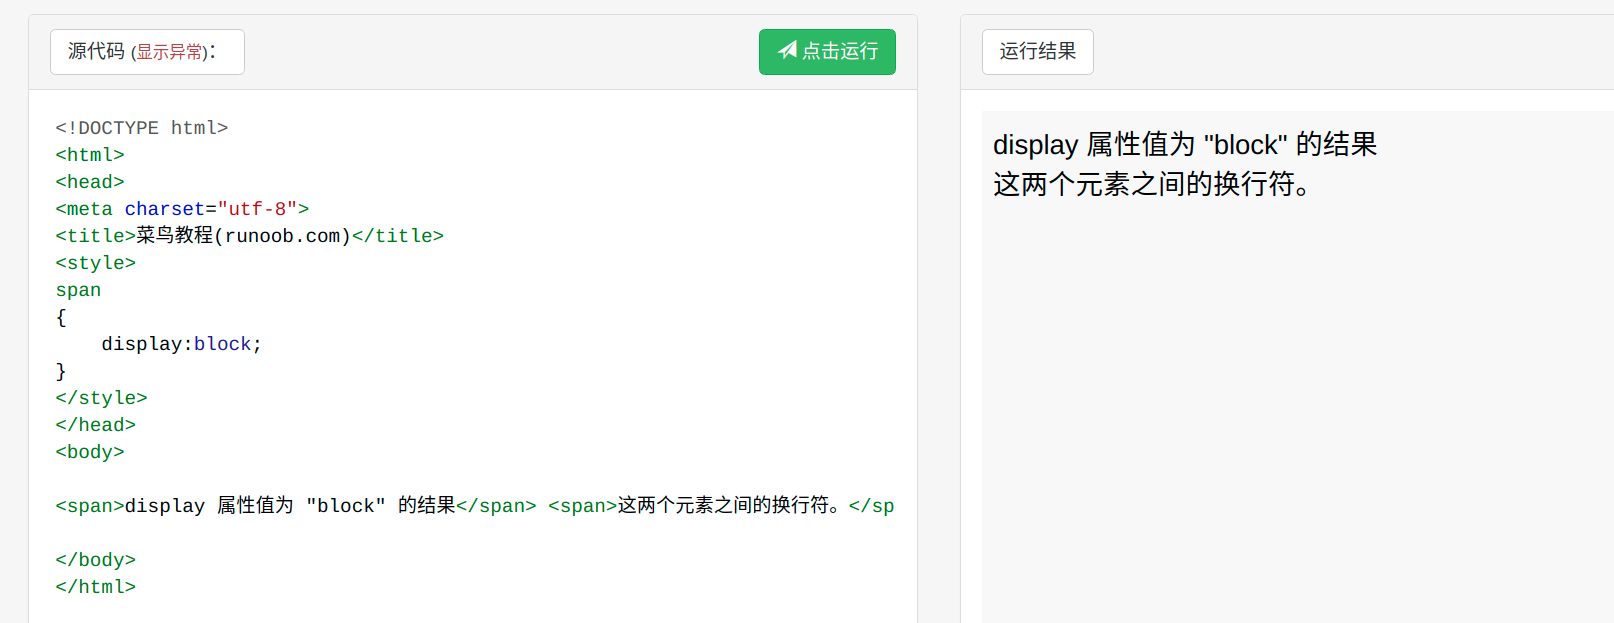 源代码 (显示异常)： 点击运行
<!DOCTYPE html>
<html>
<head>
<meta charset="utf-8">
<title>菜鸟教程(runoob.com)</title>
<style>
span
{
    display:block;
}
</style>
</head>
<body>
<span>display 属性值为 "block" 的结果</span> <span>这两个元素之间的换行符。</sp
</body>
</html>
运行结果
display 属性值为 "block" 的结果
这两个元素之间的换行符。